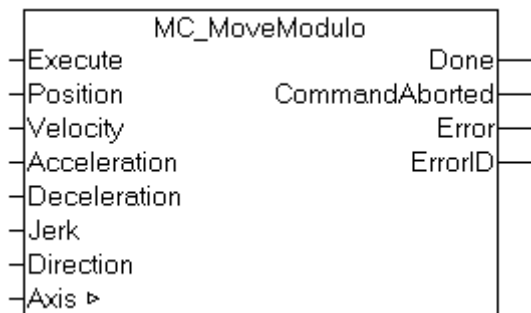 MC_MoveModulo
Execute Done
Position CommandAborted
Velocity Error
Acceleration ErrorID
Deceleration
Jerk
Direction
Axis